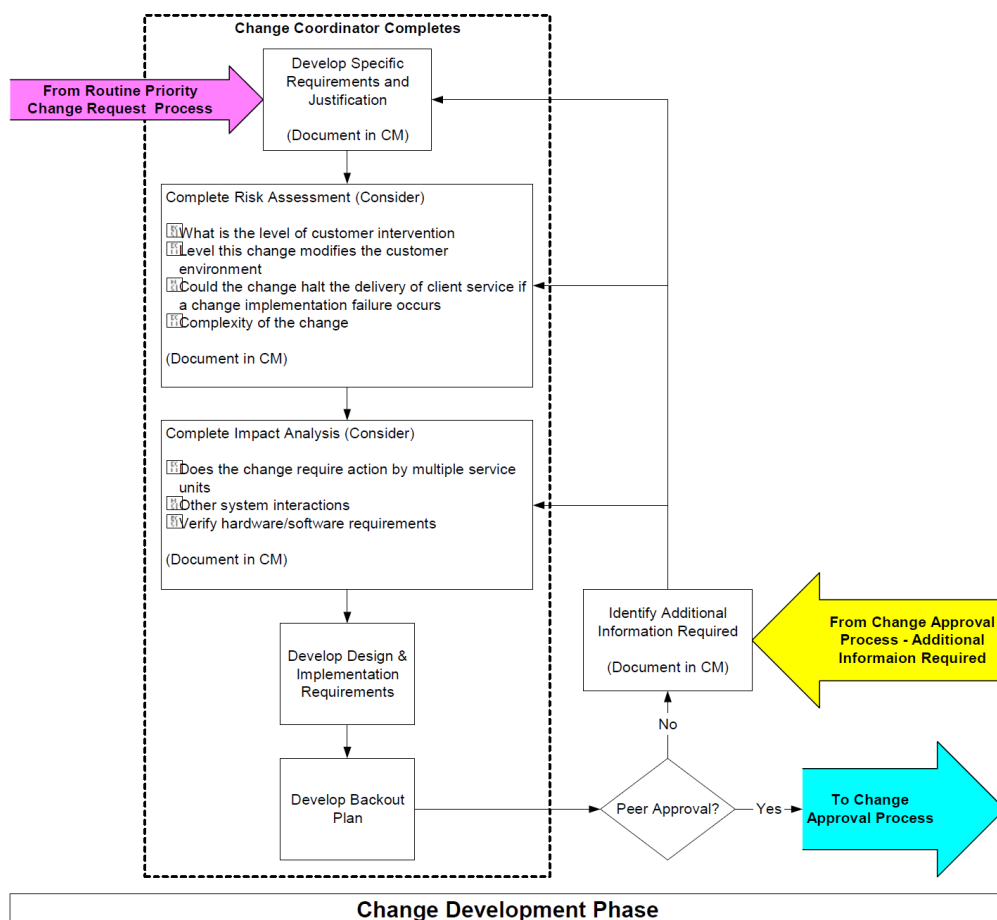 Change Coordinator Completes
From Routine Priority
Change Request Process
Develop Specific
Requirements and
Justification
(Document in CM)
Complete Risk Assessment (Consider)
What is the level of customer intervention
Level this change modifies the customer
environment
Could the change halt the delivery of client service if
a change implementation failure occurs
Complexity of the change
(Document in CM)
Complete Impact Analysis (Consider)
Does the change require action by multiple service
units
Other system interactions
Verify hardware/software requirements
(Document in CM)
Develop Design &
Implementation
Requirements
Develop Backout
Plan
Identify Additional
Information Required
(Document in CM)
From Change Approval
Process - Additional
Informaion Required
No
Peer Approval?
Yes
To Change
Approval Process
Change Development Phase